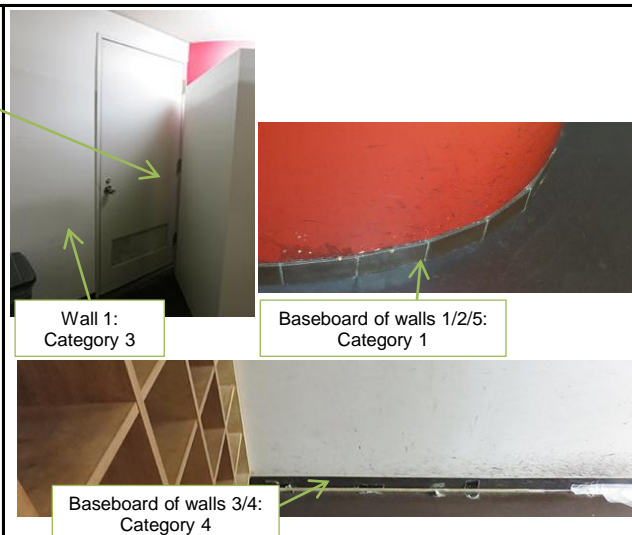 Wall 1:
Category 3
Baseboard of walls 1/2/5:
Category 1
Baseboard of walls 3/4:
Category 4